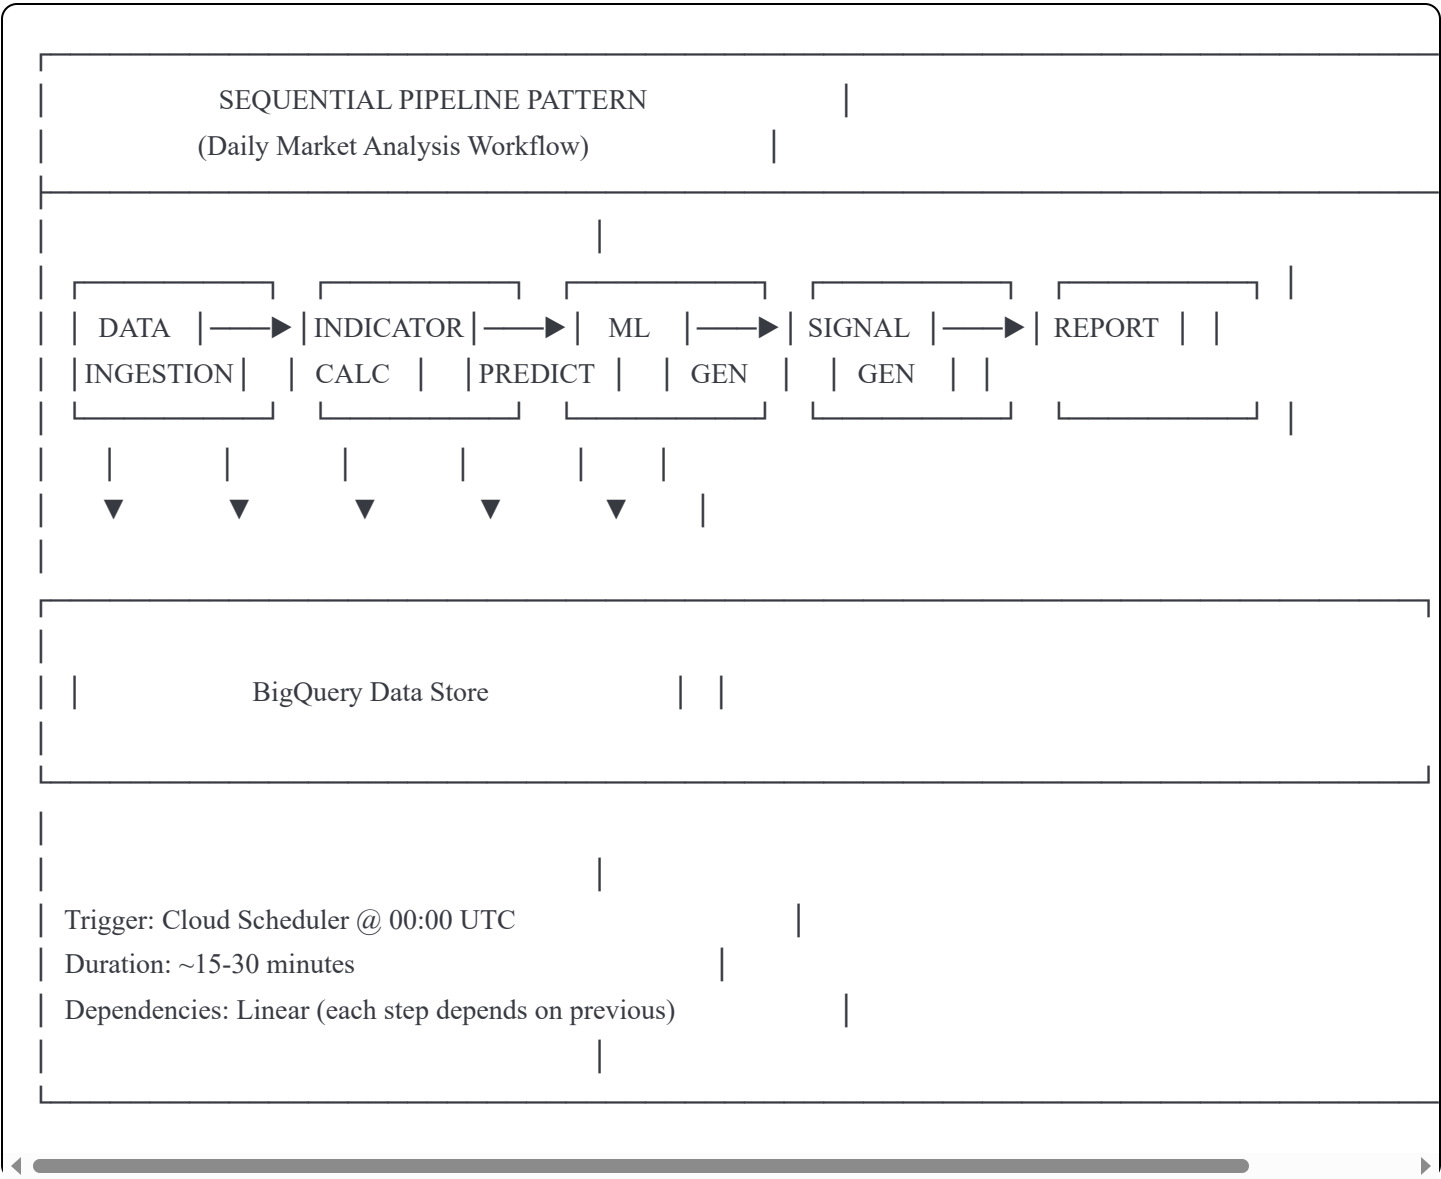 SEQUENTIAL PIPELINE PATTERN
(Daily Market Analysis Workflow)
DATA INDICATOR ML SIGNAL REPORT
INGESTION CALC PREDICT GEN GEN
BigQuery Data Store
Trigger: Cloud Scheduler @ 00:00 UTC
Duration: ~15-30 minutes
Dependencies: Linear (each step depends on previous)